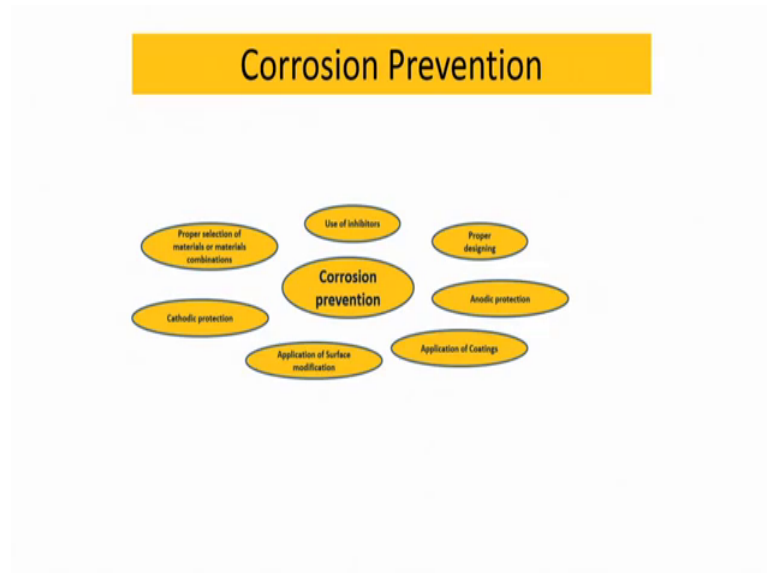 Corrosion Prevention
Use of inhibitors
Proper selection of
materials or materials
combinations
Proper
designing
Corrosion
prevention
Anodic protection
Cathodic protection
Application of Surface
modification
Application of Coatings